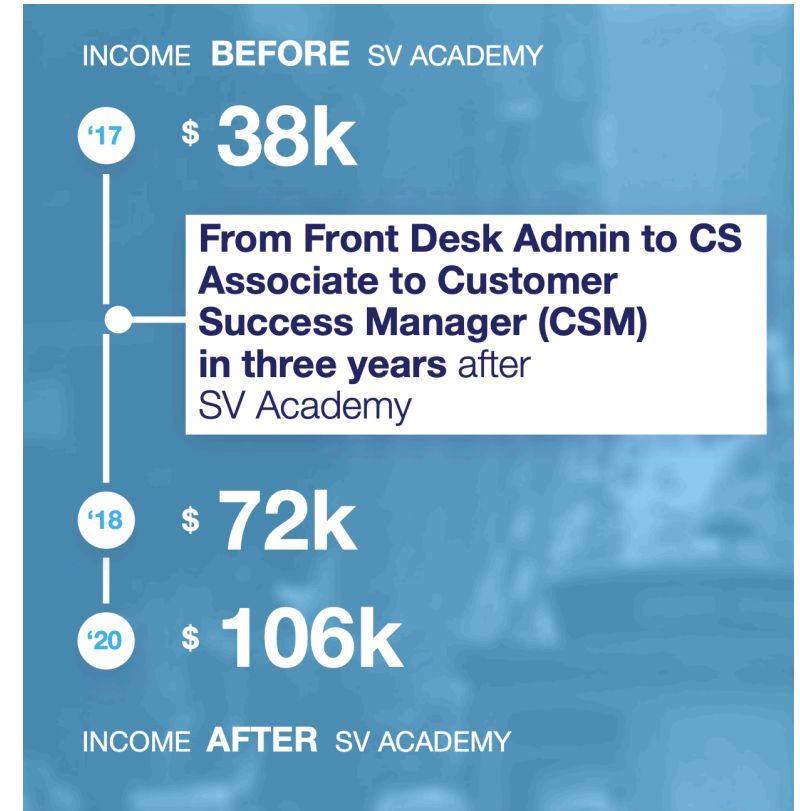 INCOME BEFORE SV ACADEMY
‘17 $ 38k
From Front Desk Admin to CS
Associate to Customer
Success Manager (CSM)
in three years after
SV Academy
‘18 $ 72k
‘20 $ 106k
INCOME AFTER SV ACADEMY